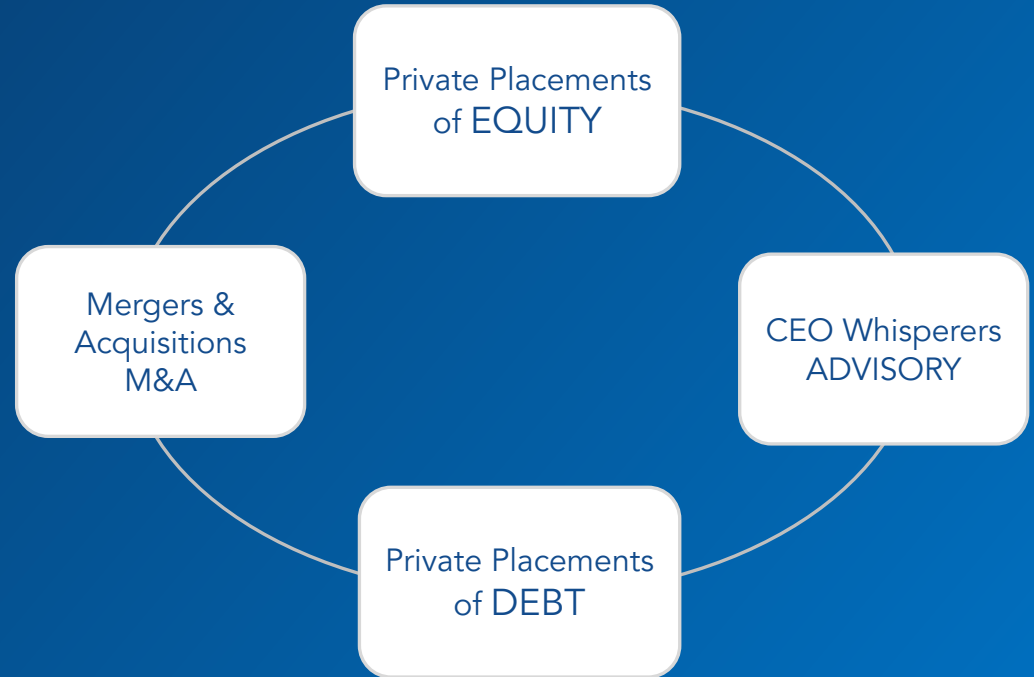 Private Placements
of EQUITY
Mergers &
Acquisitions
M&A
CEO Whisperers
ADVISORY
Private Placements
of DEBT